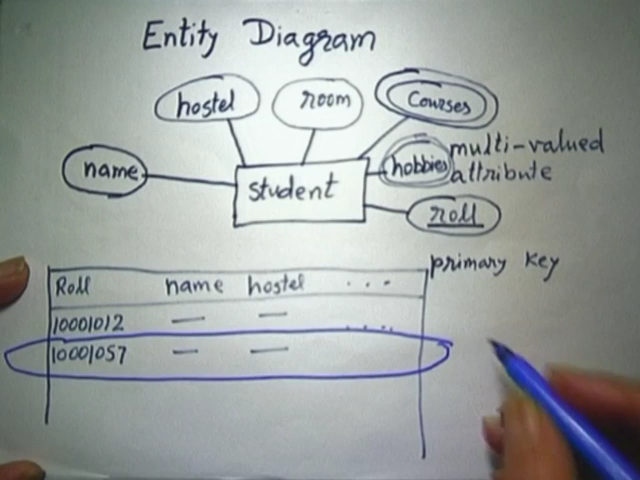 Entity Diagram
hostel
room
Courses
name
student
hobbies
multi-valued
attribute
roll
primary key
Roll name hostel ...
10001012 — — ....
10001057 — —